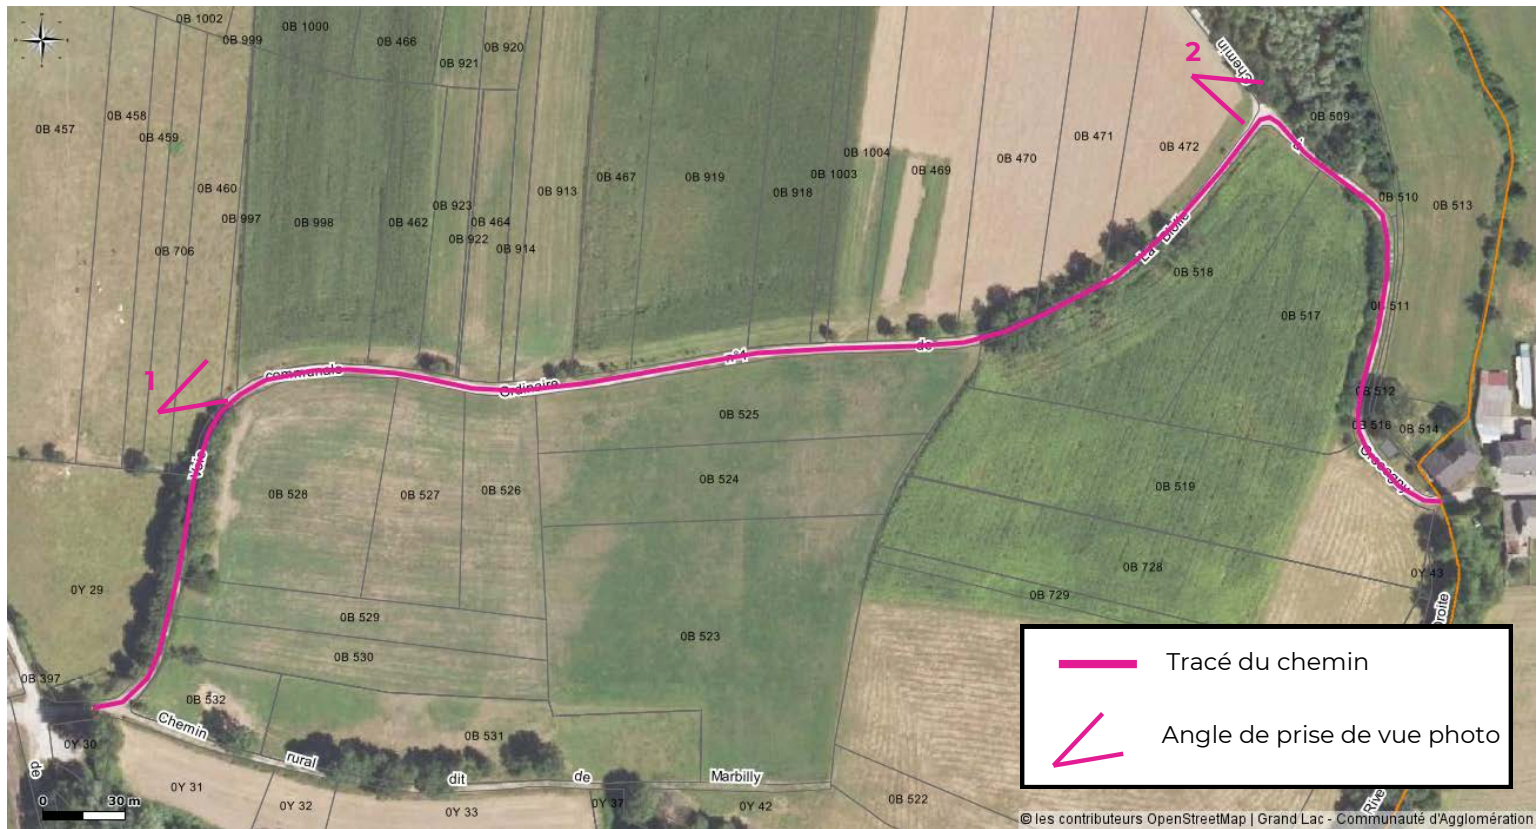 0B 1002
0B 999
0B 1000
0B 466
0B 920
0B 921
2
Chemin
0B 457
0B 458
0B 459
0B 1004
0B 469
0B 470
0B 471
0B 472
0B 509
à
0B 460
0B 997
0B 998
0B 462
0B 923
0B 464
0B 922
0B 914
0B 913
0B 467
0B 919
0B 918
0B 1003
0B 510
0B 513
0B 706
La Biolle
0B 518
0B 517
0B 511
1
communale
Ordinaire
n°4
de
0B 512
0B 516
0B 514
0B 525
Voie
0B 528
0B 527
0B 526
0B 524
0B 519
0Y 29
0B 529
0B 530
0B 523
0B 728
0B 729
0Y 43
roite
0B 397
0B 532
Chemin
rural
dit
de
Marbilly
0B 531
0Y 30
de
0Y 31
0Y 32
0Y 33
0Y 37
0Y 42
0B 522
Rive
0 30 m
Tracé du chemin
Angle de prise de vue photo
© les contributeurs OpenStreetMap | Grand Lac - Communauté d'Agglomération